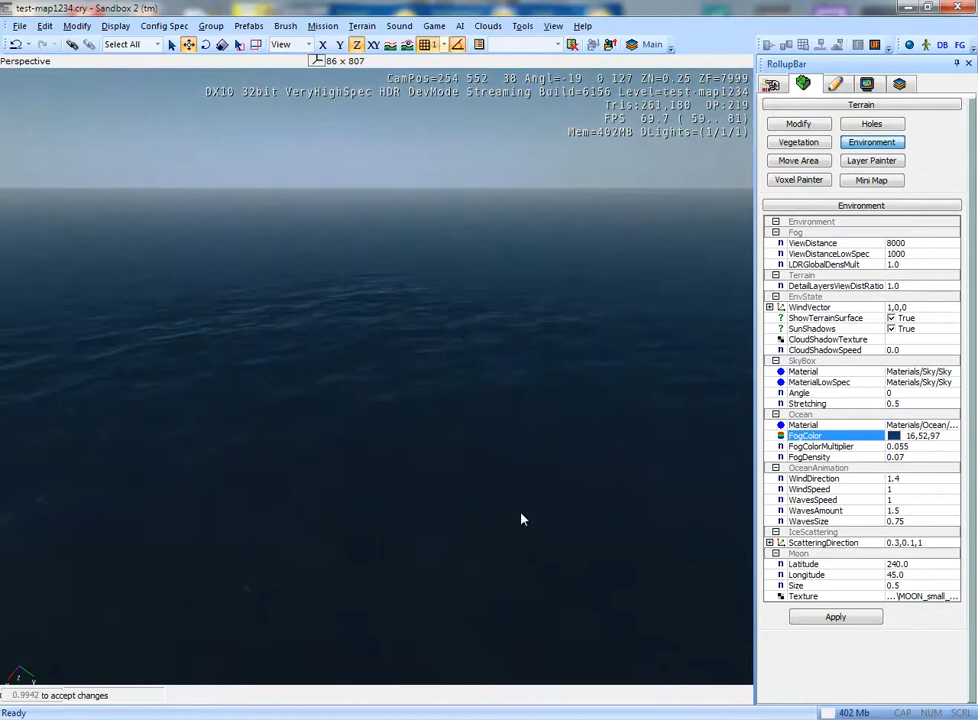 test-map1234.cry - Sandbox 2 (tm)
File Edit Modify Display Config Spec Group Prefabs Brush Mission Terrain Sound Game AI Clouds Tools View Help
Select All View X Y Z XY 1 Main DB FG
Perspective 86 x 807
CamPos=254 552 38 Angl=-19 0 127 ZN=0.25 ZF=7999
DX10 32bit VeryHighSpec HDR DevMode Streaming Build=6156 Level=test-map1234
Tris:261,180 DP:219
FPS 69.7 ( 59.. 81)
Mem=402MB DLights=(1/1/1)
RollupBar
Terrain
Modify Holes
Vegetation Environment
Move Area Layer Painter
Voxel Painter Mini Map
Environment
Environment
Fog
ViewDistance 8000
ViewDistanceLowSpec 1000
LDRGlobalDensMult 1.0
Terrain
DetailLayersViewDistRatio 1.0
EnvState
WindVector 1,0,0
ShowTerrainSurface True
SunShadows True
CloudShadowTexture
CloudShadowSpeed 0.0
SkyBox
Material Materials/Sky/Sky
MaterialLowSpec Materials/Sky/Sky
Angle 0
Stretching 0.5
Ocean
Material Materials/Ocean/...
FogColor 16,52,97
FogColorMultiplier 0.055
FogDensity 0.07
OceanAnimation
WindDirection 1.4
WindSpeed 1
WavesSpeed 1
WavesAmount 1.5
WavesSize 0.75
IceScattering
ScatteringDirection 0.3,0.1,1
Moon
Latitude 240.0
Longitude 45.0
Size 0.5
Texture ...\MOON_small_...
Apply
0.9942 to accept changes
Ready 402 Mb CAP NUM SCRL